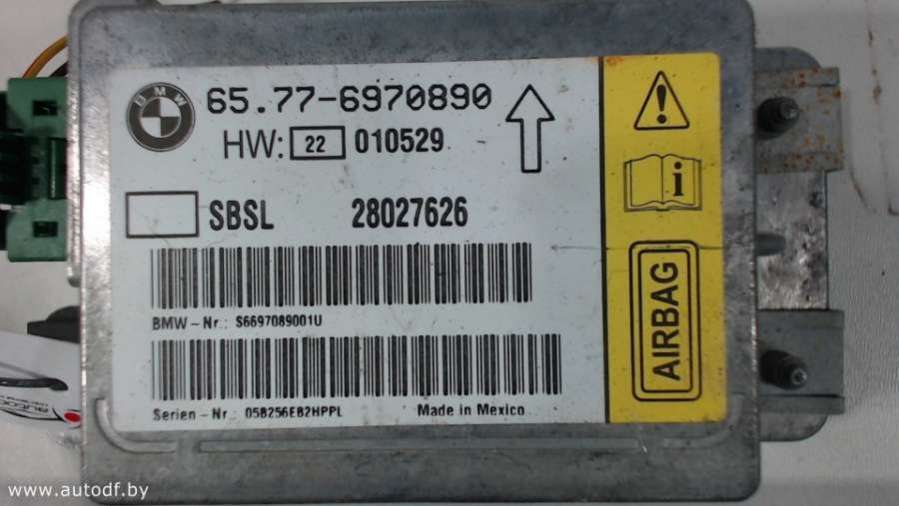 BMW
65.77-6970890
HW: 22 010529
SBSL 28027626
BMW-Nr.: S6697089001U
Serien-Nr.: 058256EB2HPPL Made in Mexico
i
AIRBAG
www.autodf.by